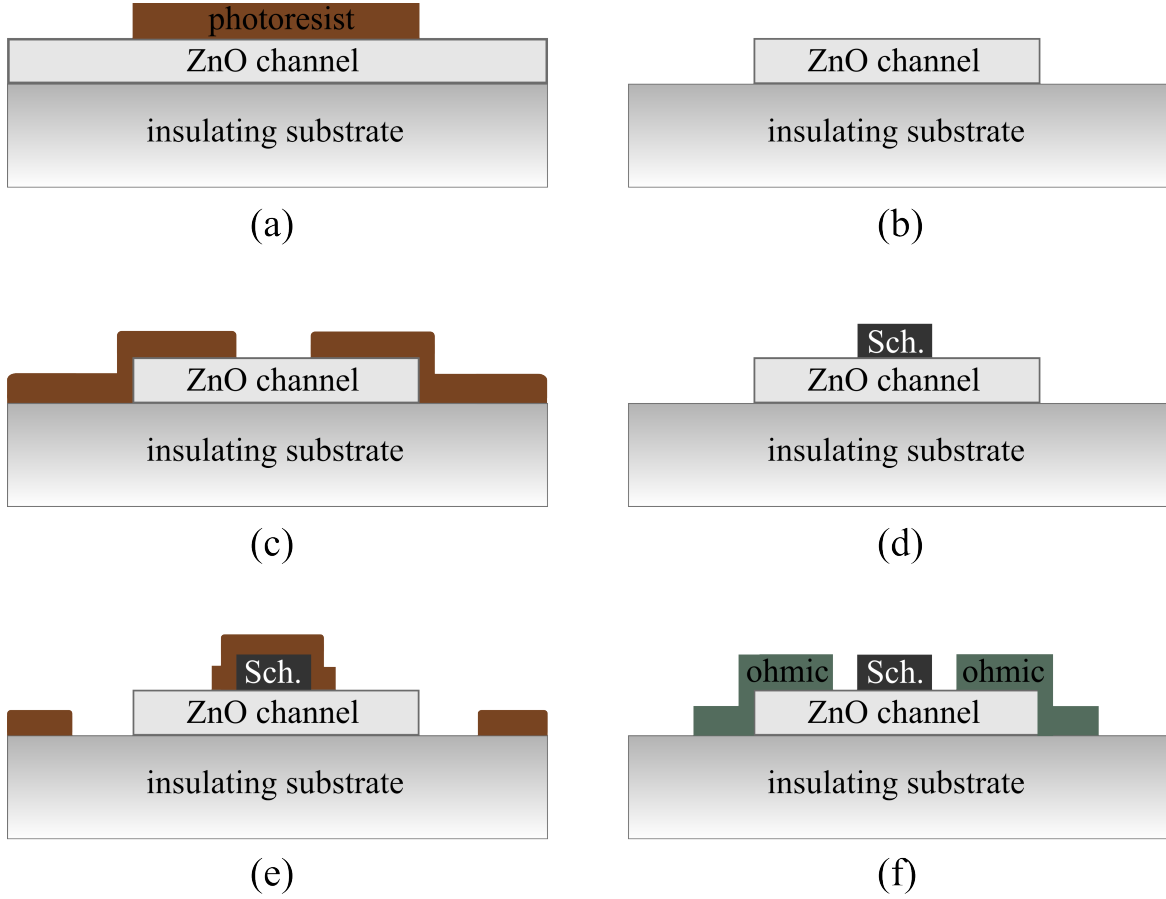 photoresist
ZnO channel
insulating substrate
(a)
ZnO channel
insulating substrate
(b)
ZnO channel
insulating substrate
(c)
Sch.
ZnO channel
insulating substrate
(d)
Sch.
ZnO channel
insulating substrate
(e)
ohmic Sch. ohmic
ZnO channel
insulating substrate
(f)